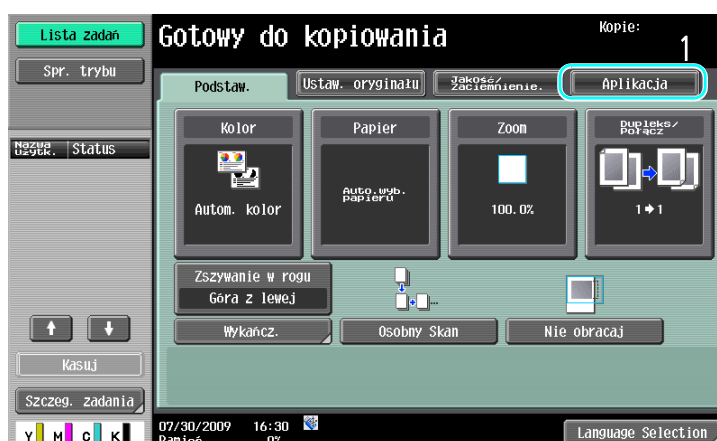 Lista zadań
Gotowy do kopiowania
Kopie:
1
Spr. trybu
Podstaw.
Ustaw. oryginału
Jakość/
zaciemnienie.
Aplikacja
Nazwa
użytk.
Status
Kolor
Papier
Zoom
Dupleks/
Połącz
Autom. kolor
Auto.wyb.
papieru
100.0%
1→1
Zszywanie w rogu
Góra z lewej
Wykańcz.
Osobny Skan
Nie obracaj
Kasuj
Szczeg. zadania
Y M C K
07/30/2009 16:30
Pamięć 0%
Language Selection